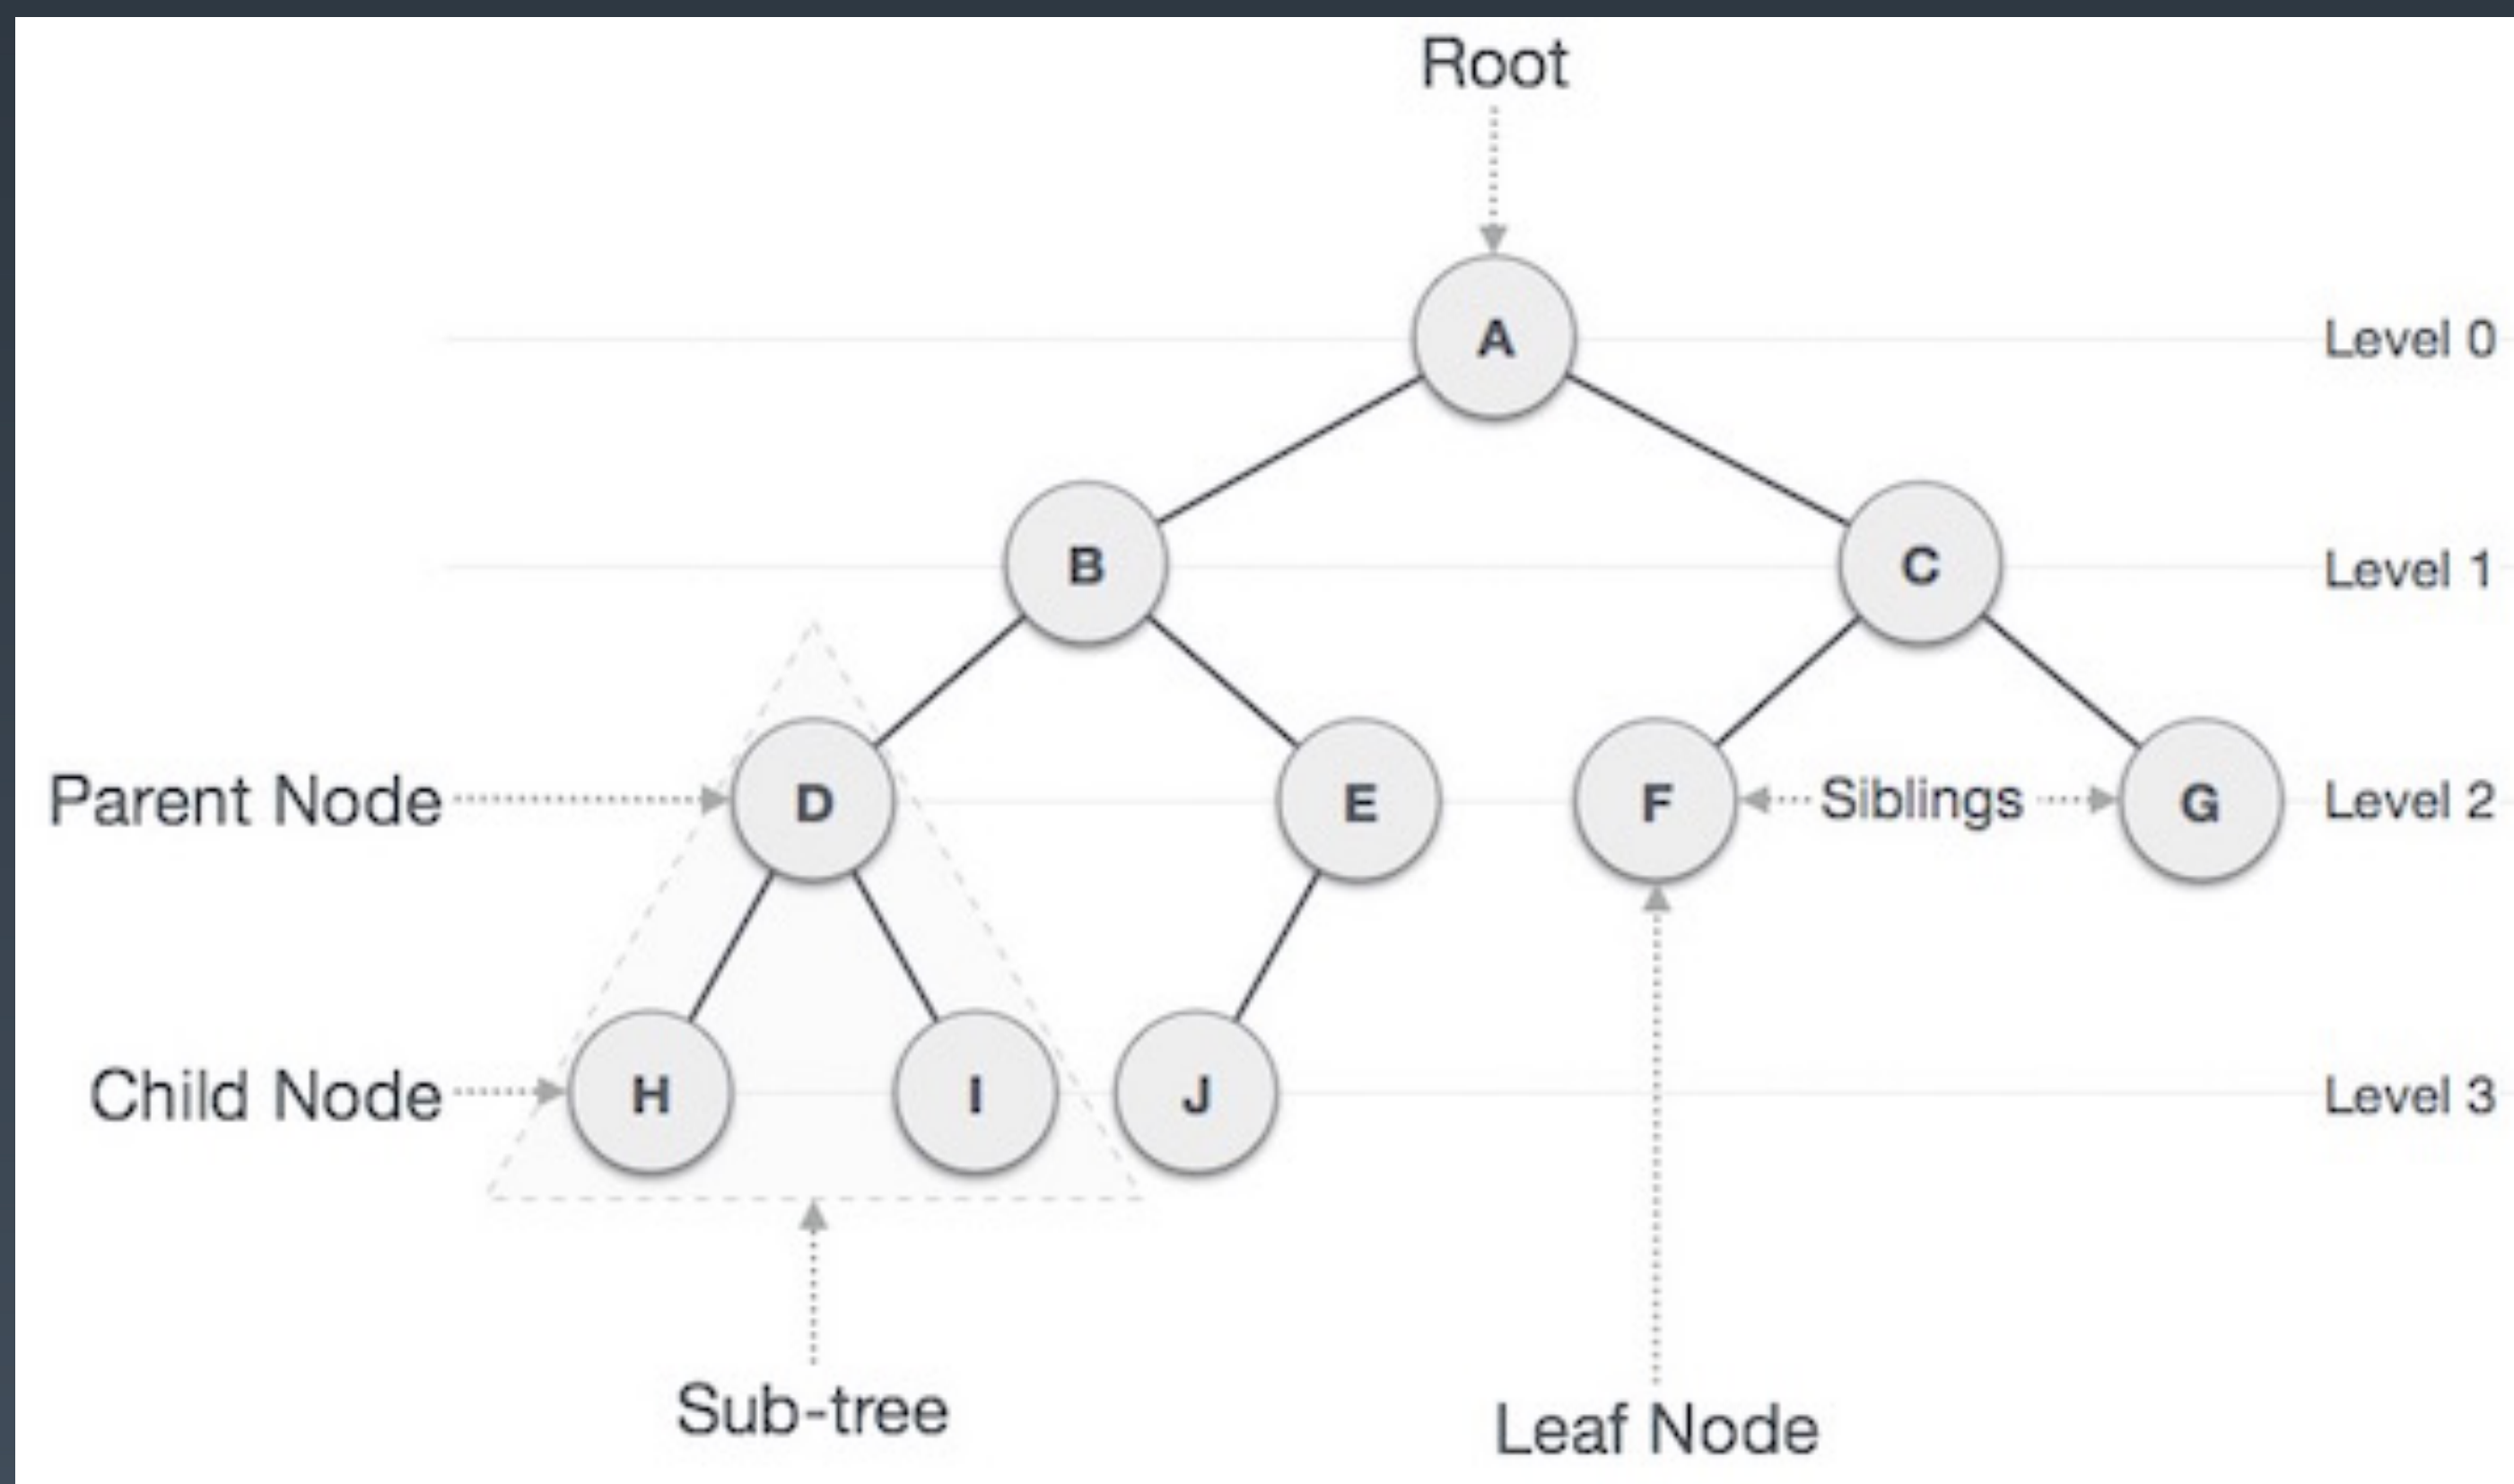 Root
A
Level 0
B
C
Level 1
Parent Node
D
E
F
Siblings
G
Level 2
Child Node
H
I
J
Level 3
Sub-tree
Leaf Node